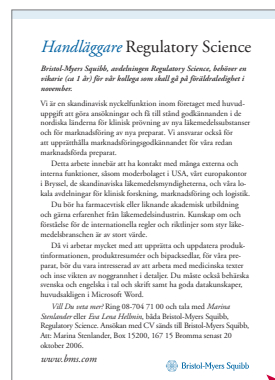 Handläggare Regulatory Science
Bristol-Myers Squibb, avdelningen Regulatory Science, behöver en
vikarie (ca 1 år) för vår kollega som skall gå på föräldraledighet i
november.
Vi är en skandinavisk nyckelfunktion inom företaget med huvud-
uppgift att göra ansökningar och få till stånd godkännanden i de
nordiska länderna för klinisk prövning av nya läkemedelssubstanser
och för marknadsföring av nya preparat. Vi ansvarar också för
att upprätthålla marknadsföringsgodkännandet för våra redan
marknadsförda preparat.
Detta arbete innebär att ha kontakt med många externa och
interna funktioner, såsom moderbolaget i USA, vårt europakontor
i Bryssel, de skandinaviska läkemedelsmyndigheterna, och våra lo-
kala avdelningar för klinisk forskning, marknadsföring och logistik.
Du bör ha farmacevtisk eller liknande akademisk utbildning
och gärna erfarenhet från läkemedelsindustrin. Kunskap om och
förståelse för de internationella regler och riktlinjer som styr läke-
medelsbranschen är av stort värde.
Då vi arbetar mycket med att upprätta och uppdatera produkt-
informationen, produktresuméer och bipacksedlar, för våra pre-
parat, bör du vara intresserad av att arbeta med medicinska texter
och inse vikten av noggrannhet i detaljer. Du måste också behärska
svenska och engelska i tal och skrift samt ha goda datakunskaper,
huvudsakligen i Microsoft Word.
Vill Du veta mer? Ring 08-704 71 00 och tala med Marina
Stenlander eller Eva Lena Hellmin, båda Bristol-Myers Squibb,
Regulatory Science. Ansökan med CV sänds till Bristol-Myers Squibb,
Att: Marina Stenlander, Box 15200, 167 15 Bromma senast 20
oktober 2006.
www.bms.com
Bristol-Myers Squibb